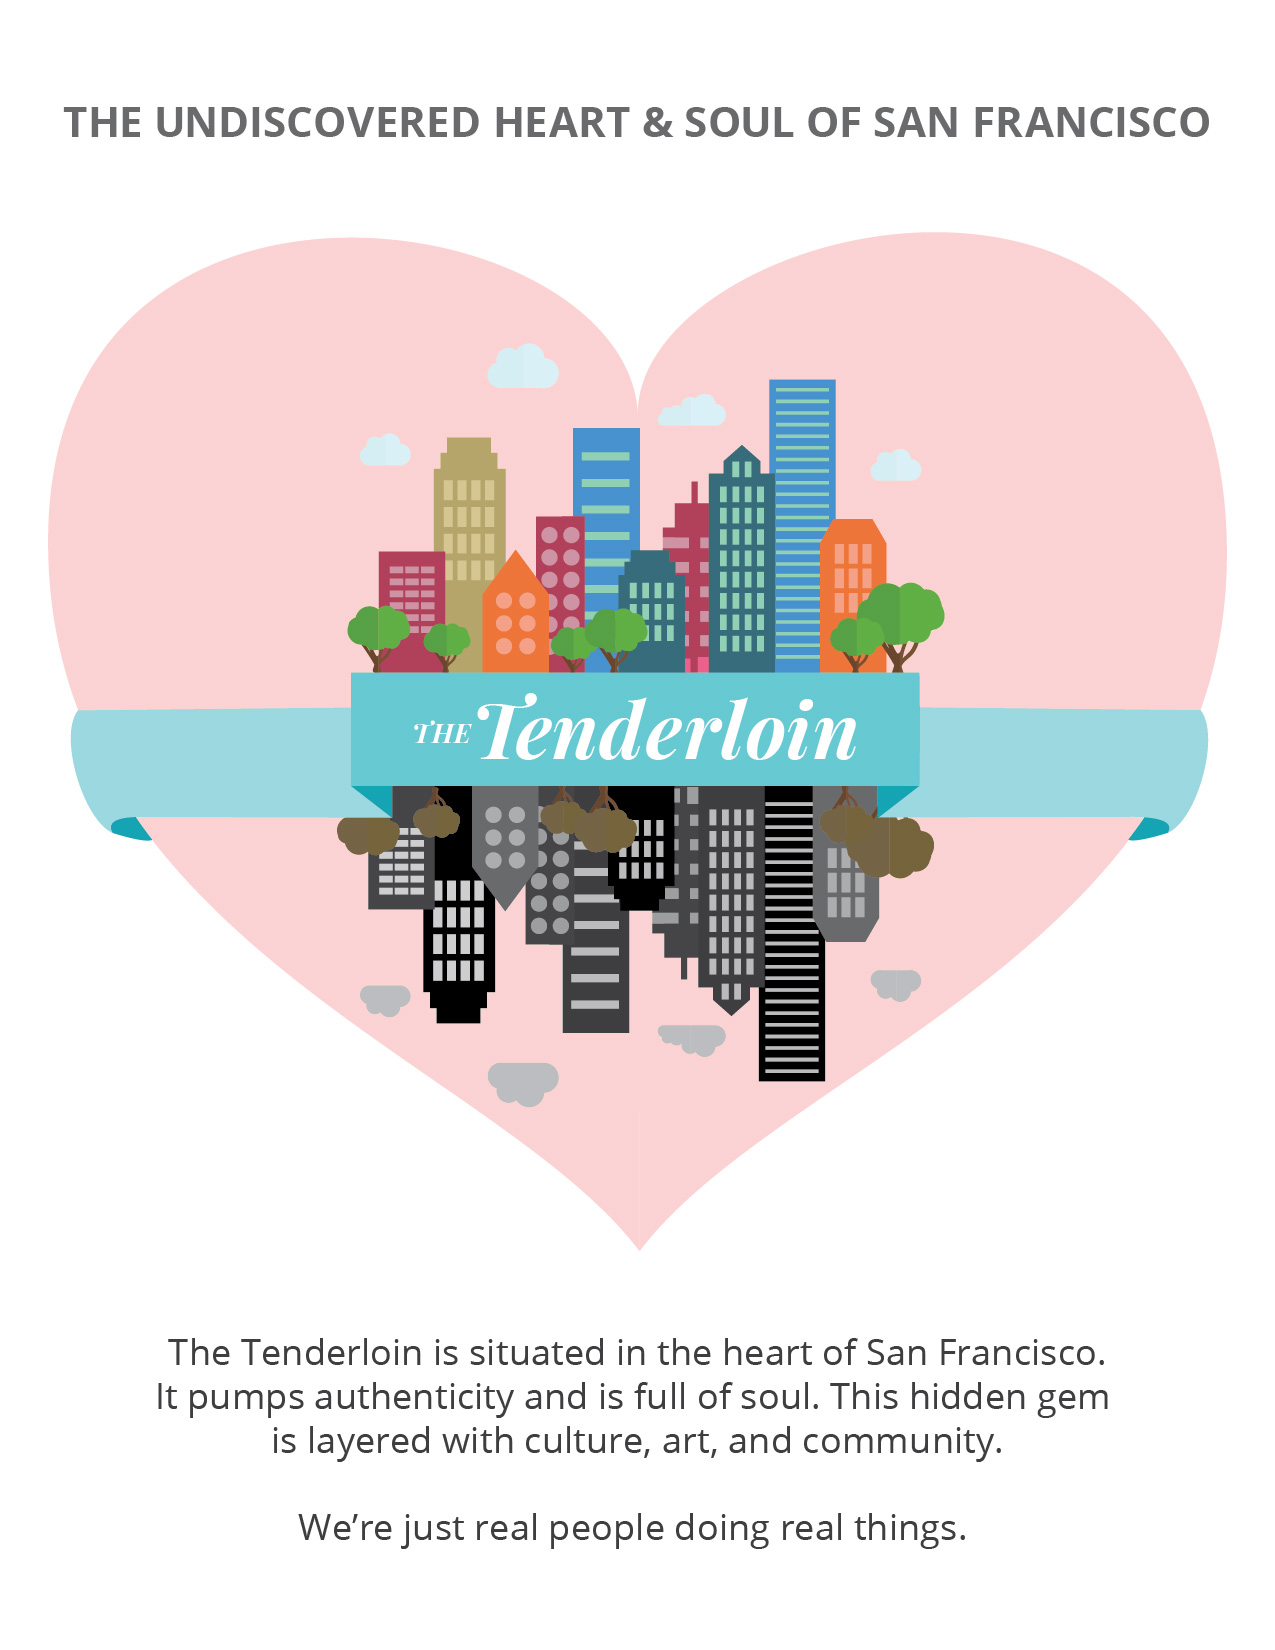 THE UNDISCOVERED HEART & SOUL OF SAN FRANCISCO
THE Tenderloin
The Tenderloin is situated in the heart of San Francisco.
It pumps authenticity and is full of soul. This hidden gem
is layered with culture, art, and community.
We’re just real people doing real things.